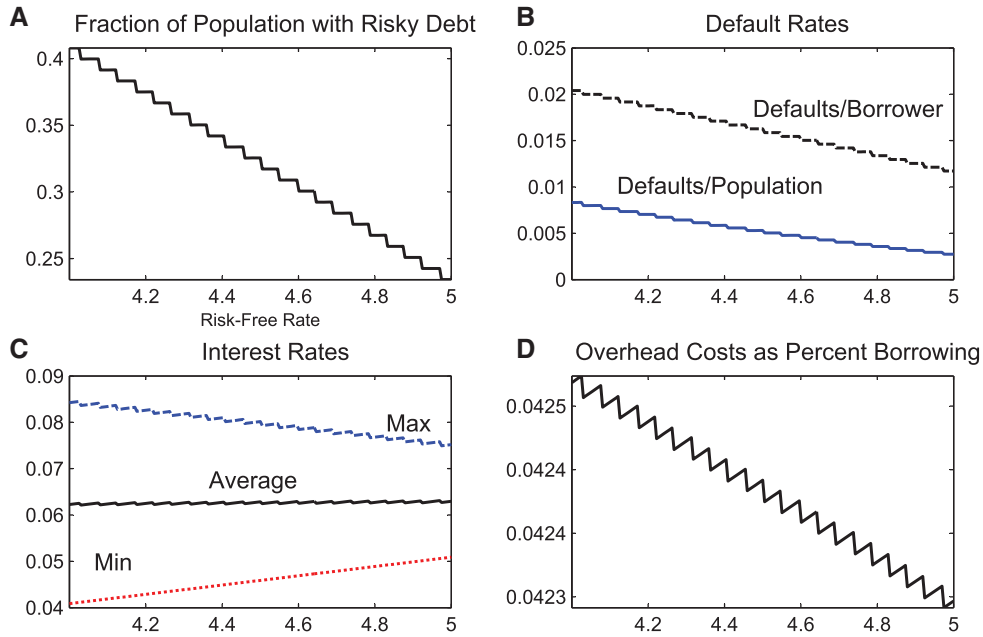 A Fraction of Population with Risky Debt
0.4
0.35
0.3
0.25
4.2 4.4 4.6 4.8 5
Risk-Free Rate
B Default Rates
0.025
0.02
0.015
0.01
0.005
0
Defaults/Borrower
Defaults/Population
4.2 4.4 4.6 4.8 5
C Interest Rates
0.09
0.08
0.07
0.06
0.05
0.04
Max
Average
Min
4.2 4.4 4.6 4.8 5
D Overhead Costs as Percent Borrowing
0.0425
0.0424
0.0424
0.0423
4.2 4.4 4.6 4.8 5